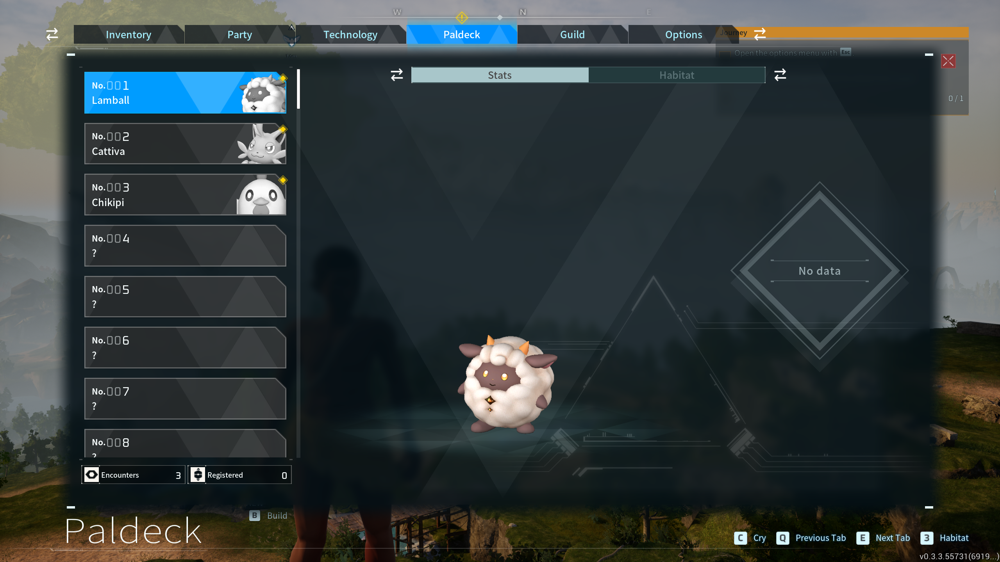 W N E
Inventory Party Technology Paldeck Guild Options
Journey
Open the options menu with Esc .
0 / 1
Stats Habitat
No.001
Lamball
No.002
Cattiva
No.003
Chikipi
No.004
?
No.005
?
No.006
?
No.007
?
No.008
?
No data
Encounters 3 Registered 0
B Build
Paldeck
C Cry Q Previous Tab E Next Tab 3 Habitat
v0.3.3.55731(6919...)